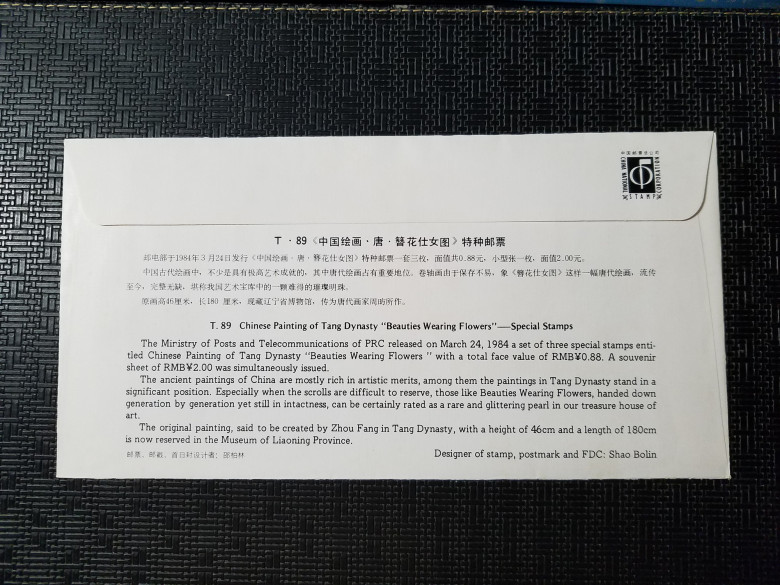 中国邮票总公司
CHINA NATIONAL
STAMP
CORPORATION
T·89《中国绘画·唐·簪花仕女图》特种邮票
邮电部于1984年3月24日发行《中国绘画·唐·簪花仕女图》特种邮票一套三枚，面值共0.88元，小型张一枚，面值2.00元。
中国古代绘画中，不少是具有极高艺术成就的，其中唐代绘画占有重要地位。卷轴画由于保存不易，象《簪花仕女图》这样一幅唐代绘画，流传
至今，完整无缺，堪称我国艺术宝库中的一颗难得的璀璨明珠。
原画高46厘米，长180 厘米，现藏辽宁省博物馆，传为唐代画家周昉所作。
T. 89 Chinese Painting of Tang Dynasty "Beauties Wearing Flowers"—Special Stamps
The Ministry of Posts and Telecommunications of PRC released on March 24, 1984 a set of three special stamps enti-
tled Chinese Painting of Tang Dynasty "Beauties Wearing Flowers " with a total face value of RMB¥0.88. A souvenir
sheet of RMB¥2.00 was simultaneously issued.
The ancient paintings of China are mostly rich in artistic merits, among them the paintings in Tang Dynasty stand in a
significant position. Especially when the scrolls are difficult to reserve, those like Beauties Wearing Flowers, handed down
generation by generation yet still in intactness, can be certainly rated as a rare and glittering pearl in our treasure house of
art.
The original painting, said to be created by Zhou Fang in Tang Dynasty, with a height of 46cm and a length of 180cm
is now reserved in the Museum of Liaoning Province.
邮票、邮戳、首日封设计者：邵柏林
Designer of stamp, postmark and FDC: Shao Bolin